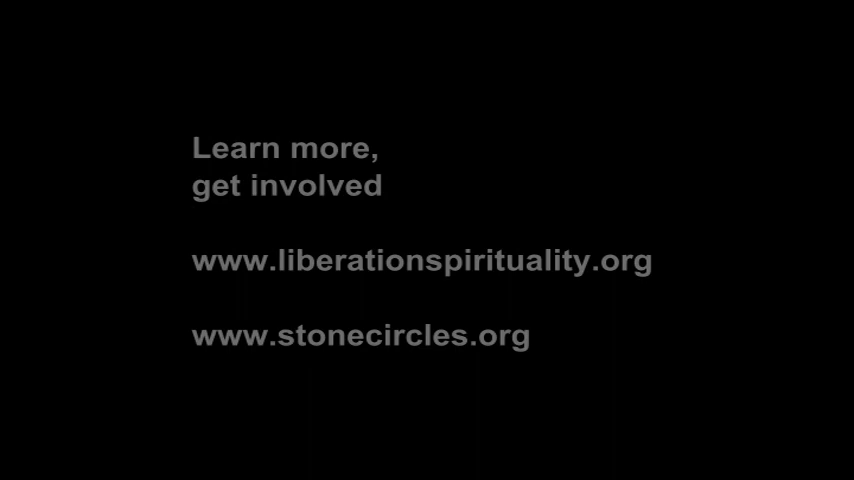 Learn more,
get involved
www.liberationspirituality.org
www.stonecircles.org